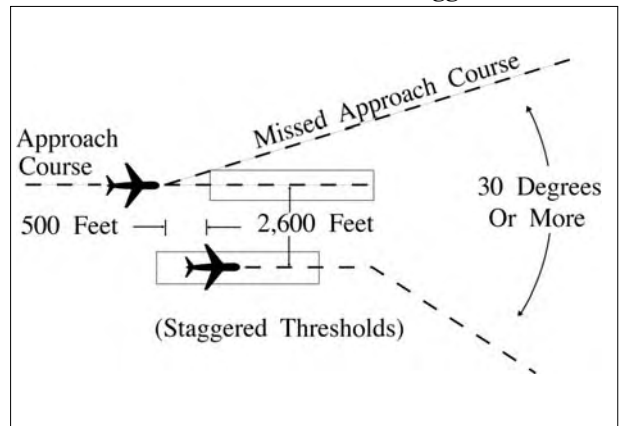 Missed Approach Course
Approach
Course
30 Degrees
Or More
500 Feet
2,600 Feet
(Staggered Thresholds)